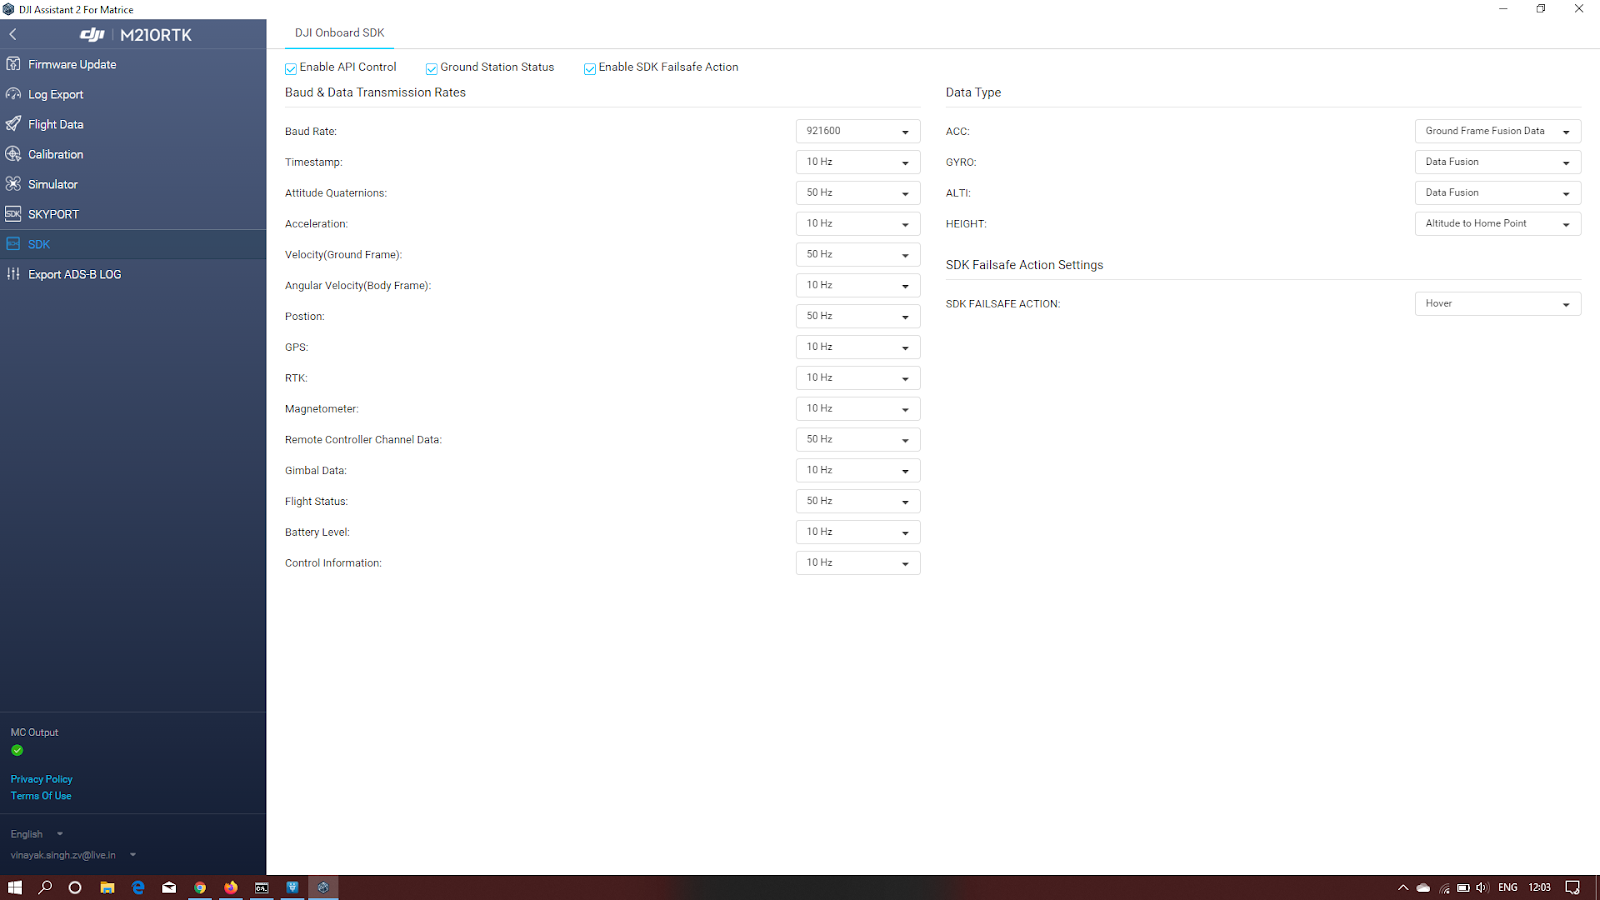 DJI Assistant 2 For Matrice
dji M210RTK
Firmware Update
Log Export
Flight Data
Calibration
Simulator
SDK SKYPORT
SDK
Export ADS-B LOG
MC Output
Privacy Policy
Terms Of Use
English
vinayak.singh.zv@live.in
DJI Onboard SDK
Enable API Control
Ground Station Status
Enable SDK Failsafe Action
Baud & Data Transmission Rates
Baud Rate: 921600
Timestamp: 10 Hz
Attitude Quaternions: 50 Hz
Acceleration: 10 Hz
Velocity(Ground Frame): 50 Hz
Angular Velocity(Body Frame): 10 Hz
Postion: 50 Hz
GPS: 10 Hz
RTK: 10 Hz
Magnetometer: 10 Hz
Remote Controller Channel Data: 50 Hz
Gimbal Data: 10 Hz
Flight Status: 50 Hz
Battery Level: 10 Hz
Control Information: 10 Hz
Data Type
ACC: Ground Frame Fusion Data
GYRO: Data Fusion
ALTI: Data Fusion
HEIGHT: Altitude to Home Point
SDK Failsafe Action Settings
SDK FAILSAFE ACTION: Hover
ENG 12:03